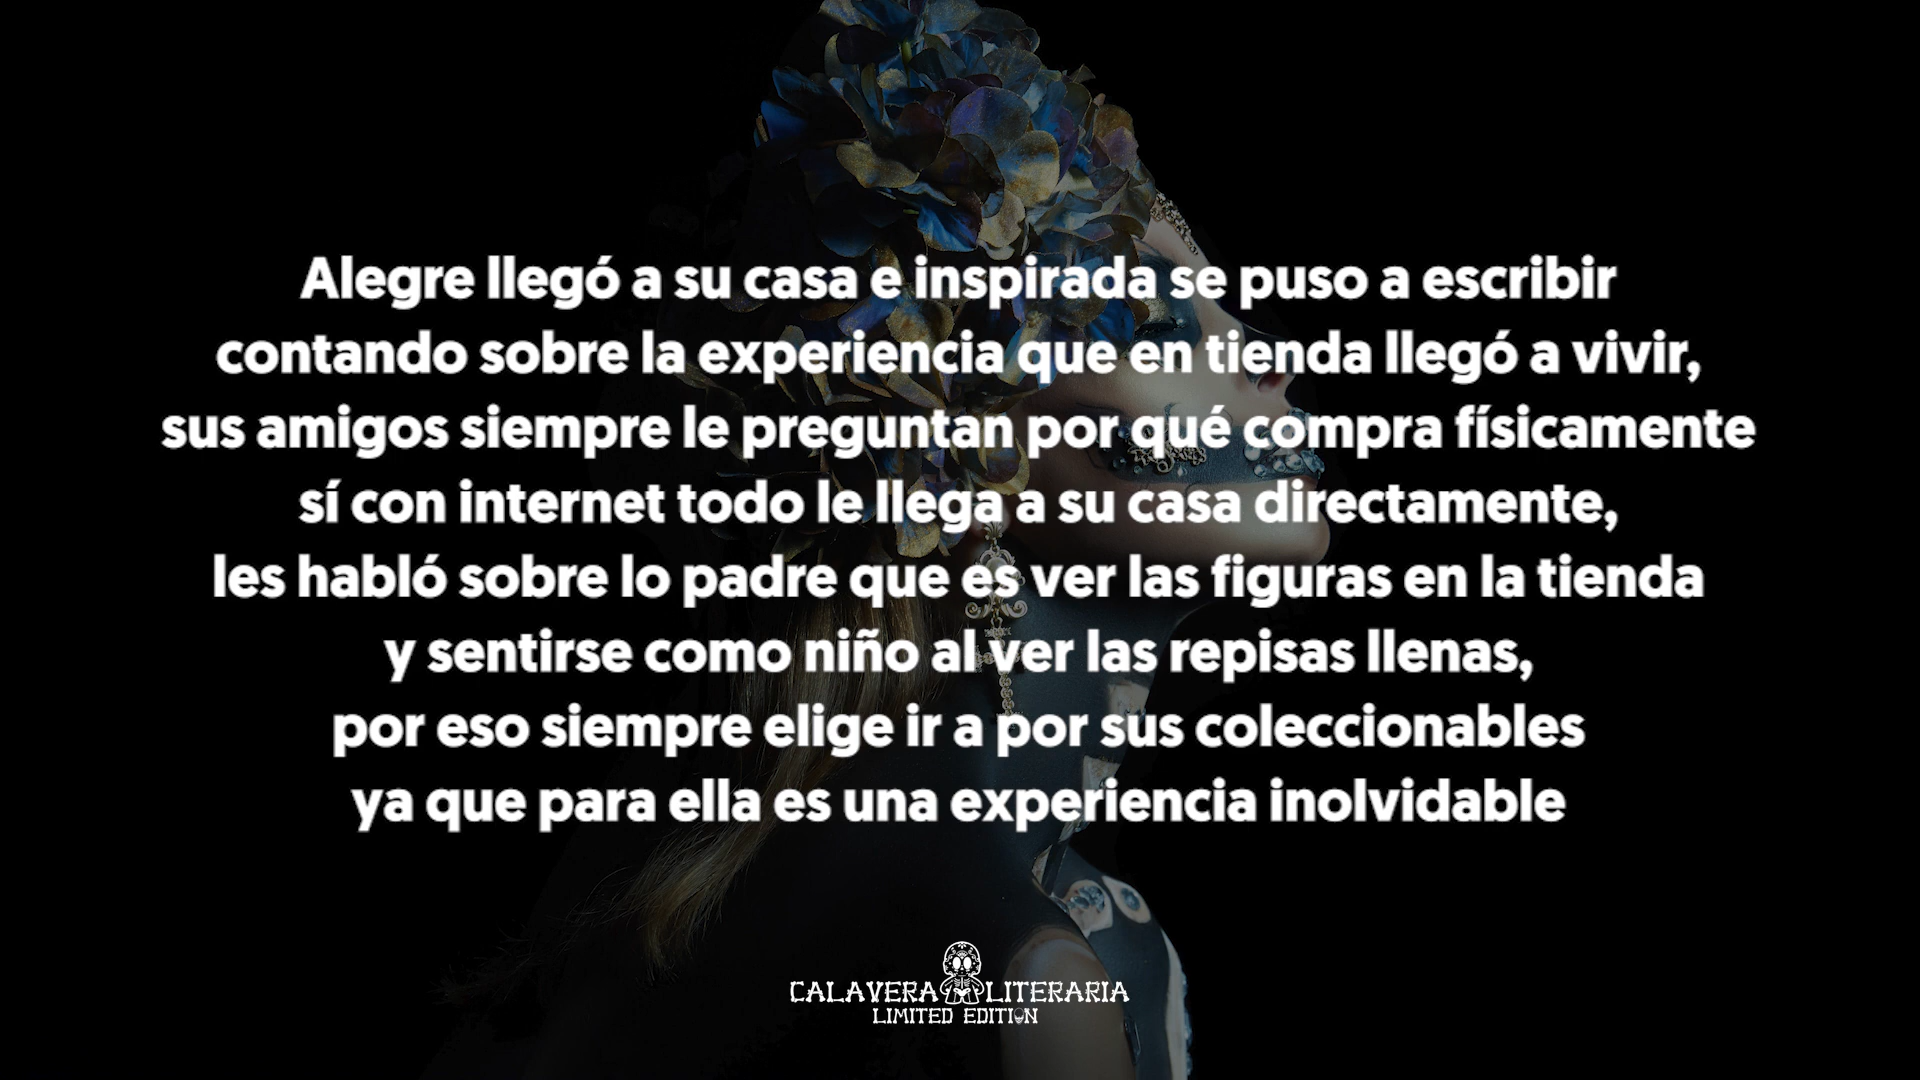 Alegre llegó a su casa e inspirada se puso a escribir
contando sobre la experiencia que en tienda llegó a vivir,
sus amigos siempre le preguntan por qué compra físicamente
sí con internet todo le llega a su casa directamente,
les habló sobre lo padre que es ver las figuras en la tienda
y sentirse como niño al ver las repisas llenas,
por eso siempre elige ir a por sus coleccionables
ya que para ella es una experiencia inolvidable
CALAVERA LITERARIA
LIMITED EDITION